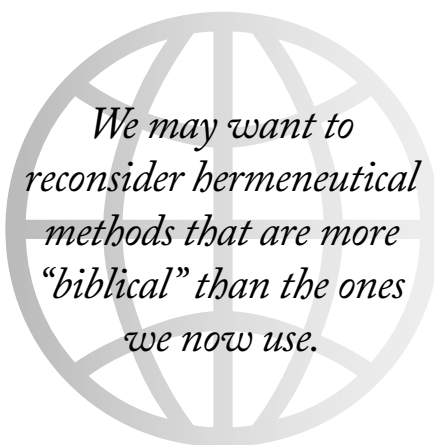 We may want to
reconsider hermeneutical
methods that are more
“biblical” than the ones
we now use.